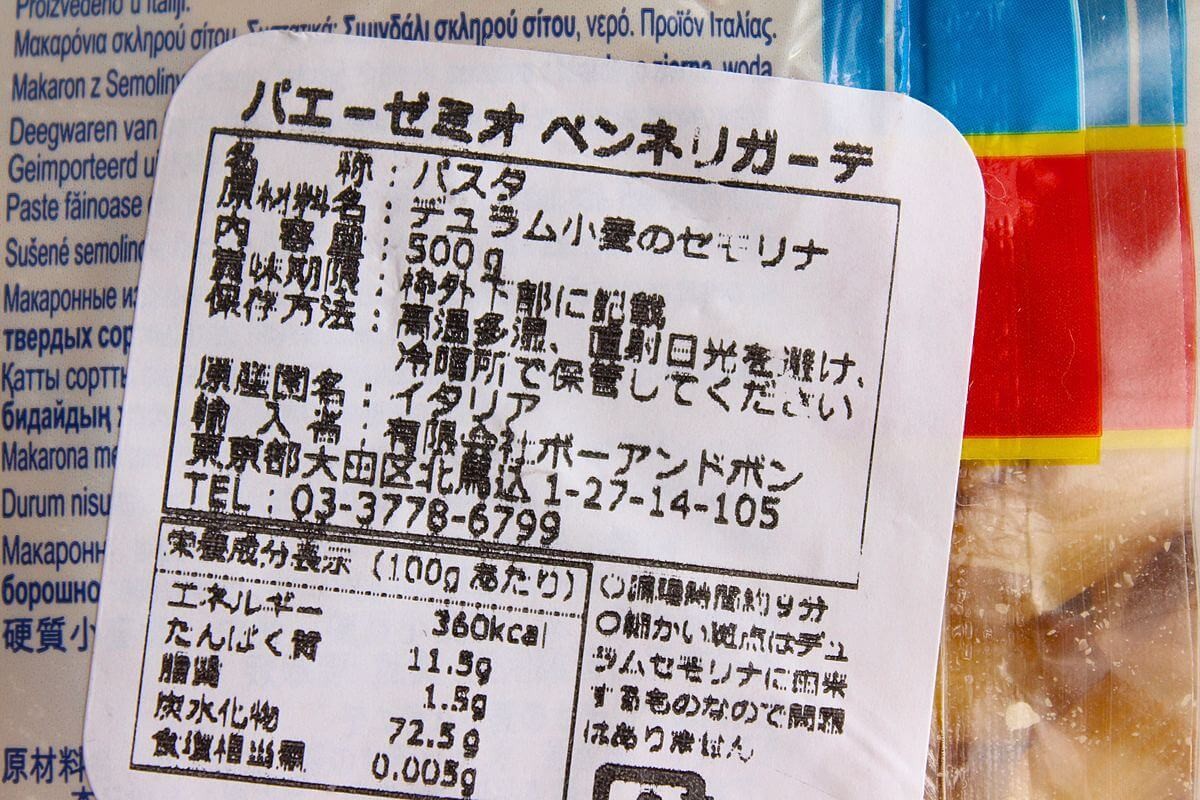 Proizvedeno u Italiji.
Μακαρόνια σκληρού σίτου. Συστατικά: Σιμιγδάλι σκληρού σίτου, νερό. Προϊόν Ιταλίας.
Makaron z Semoliny
ziarna, woda
Deegwaren van
Geimporteerd
Paste făinoase
Sušené
Макаронные
твердых
Қатты
бидайдың
Makarona
Durum
борошно
硬質小
原材料
パエーゼミオ ペンネリガーテ
名称：パスタ
原材料名：デュラム小麦のセモリナ
内容量：500g
賞味期限：枠外下部に記載
保存方法：高温多湿、直射日光を避け、
冷暗所で保管してください
原産国名：イタリア
輸入者：有限会社ボーアンドボン
東京都大田区北馬込1-27-14-105
TEL：03-3778-6799
栄養成分表示（100g当たり）
エネルギー 360kcal
たんぱく質 11.5g
脂質 1.5g
炭水化物 72.5g
食塩相当量 0.005g
○調理時間約9分
○細かい斑点はデュ
ラムセモリナに由来
するものなので問題
はありません